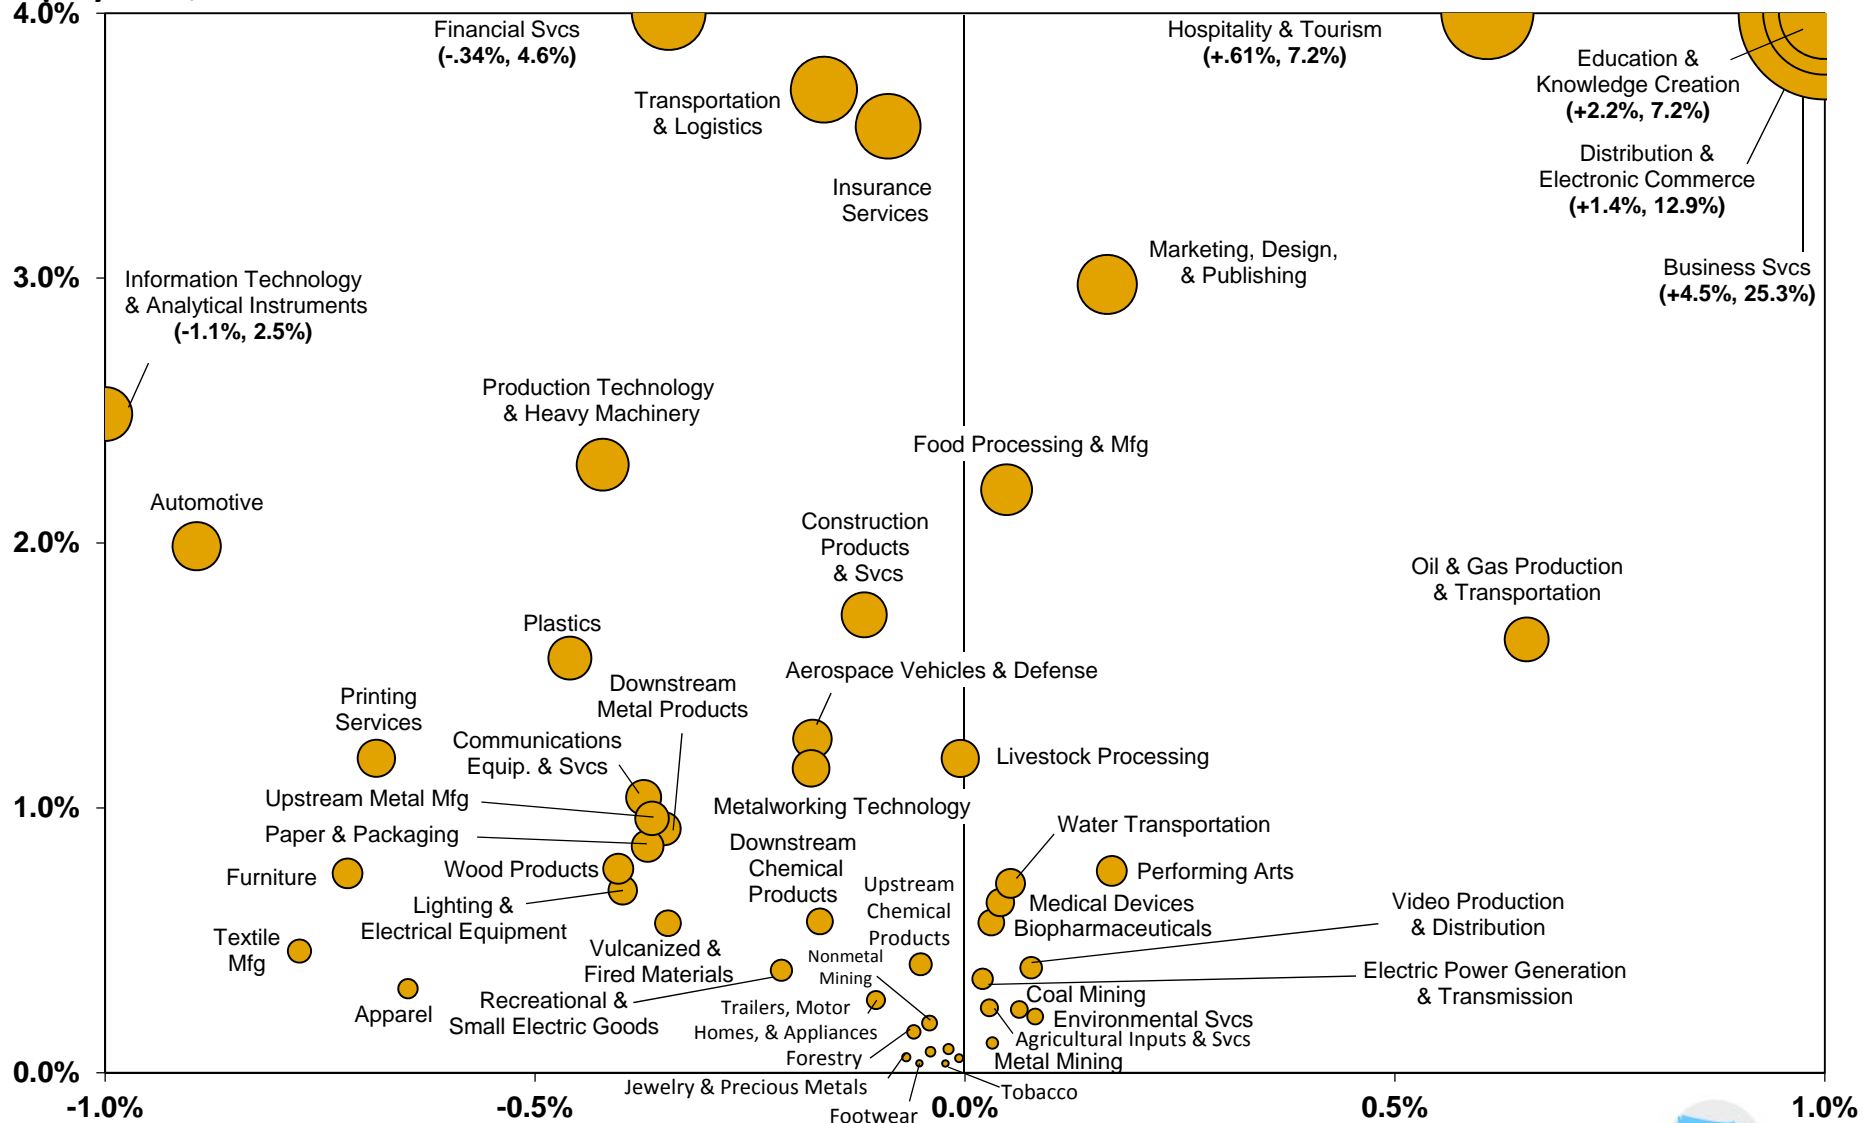 4.0%
Financial Svcs
(-.34%, 4.6%)
Hospitality & Tourism
(+.61%, 7.2%)
Education &
Knowledge Creation
(+2.2%, 7.2%)
Transportation
& Logistics
Distribution &
Electronic Commerce
(+1.4%, 12.9%)
Insurance
Services
Marketing, Design,
& Publishing
Business Svcs
(+4.5%, 25.3%)
3.0%
Information Technology
& Analytical Instruments
(-1.1%, 2.5%)
Production Technology
& Heavy Machinery
Food Processing & Mfg
Automotive
Construction
Products
& Svcs
2.0%
Oil & Gas Production
& Transportation
Plastics
Aerospace Vehicles & Defense
Downstream
Metal Products
Printing
Services
Communications
Equip. & Svcs
Livestock Processing
Upstream Metal Mfg
Metalworking Technology
1.0%
Paper & Packaging
Water Transportation
Downstream
Chemical
Products
Wood Products
Furniture
Performing Arts
Upstream
Chemical
Products
Lighting &
Electrical Equipment
Medical Devices
Biopharmaceuticals
Video Production
& Distribution
Textile
Mfg
Vulcanized &
Fired Materials
Nonmetal
Mining
Electric Power Generation
& Transmission
Apparel
Recreational &
Small Electric Goods
Trailers, Motor
Homes, & Appliances
Coal Mining
Environmental Svcs
Agricultural Inputs & Svcs
Forestry
Metal Mining
0.0%
Jewelry & Precious Metals
Tobacco
Footwear
-1.0%
-0.5%
0.0%
0.5%
1.0%